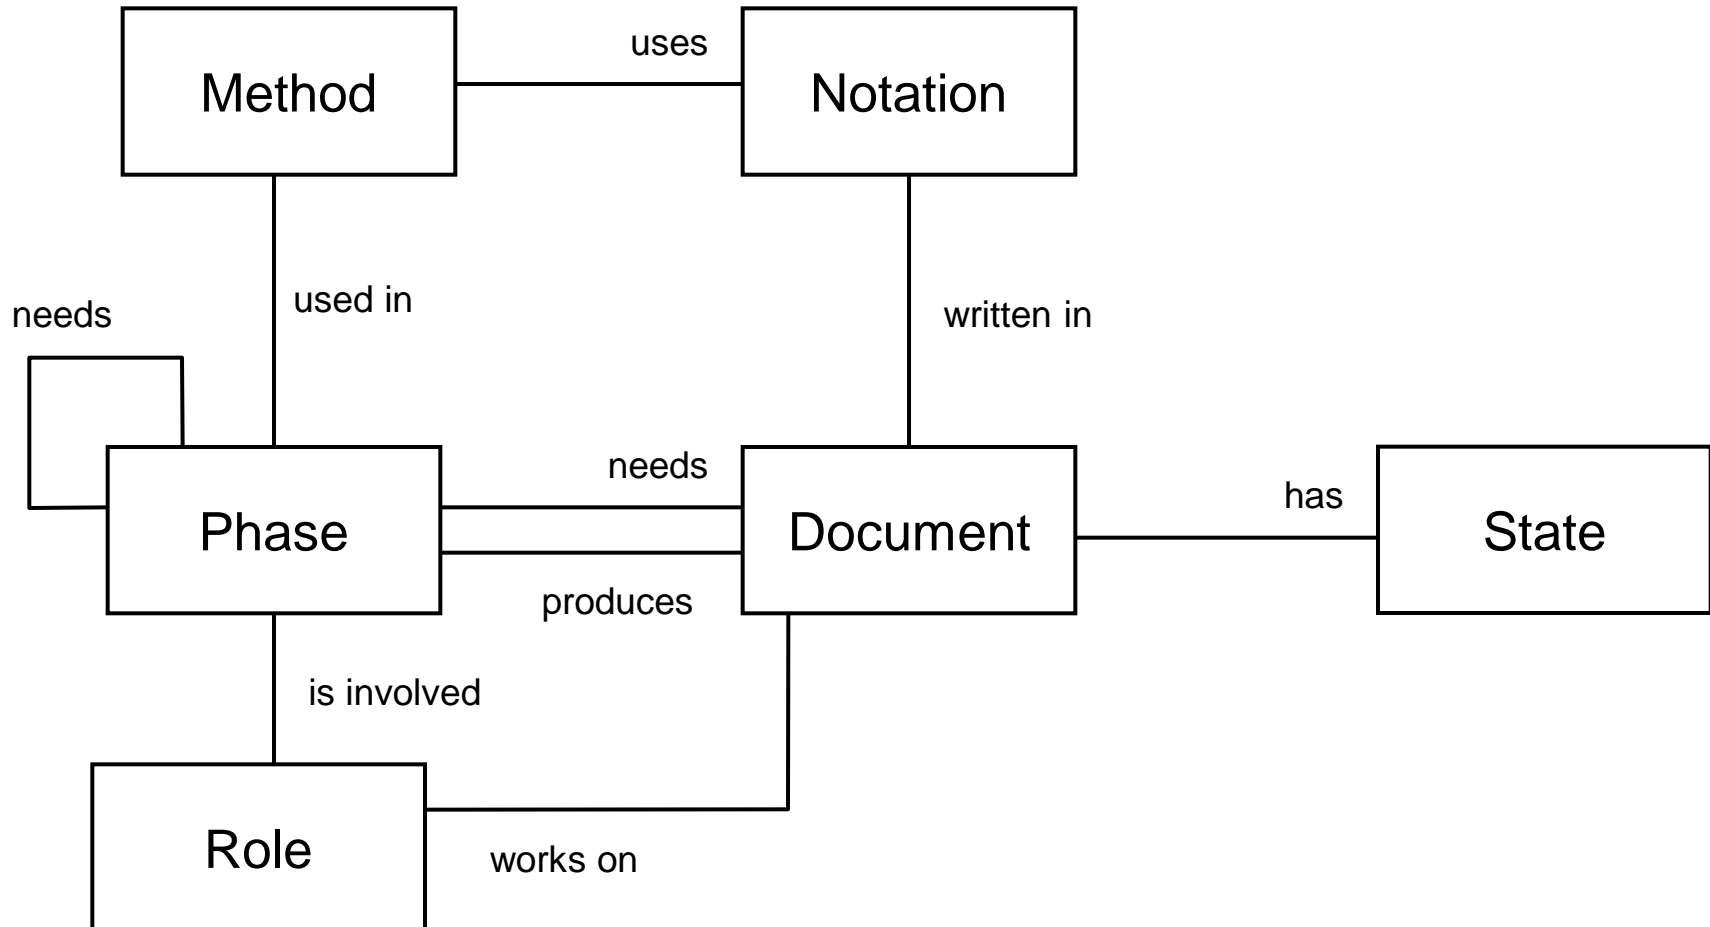 uses
Method
Notation
used in
needs
written in
needs
has
Phase
Document
State
produces
is involved
Role
works on